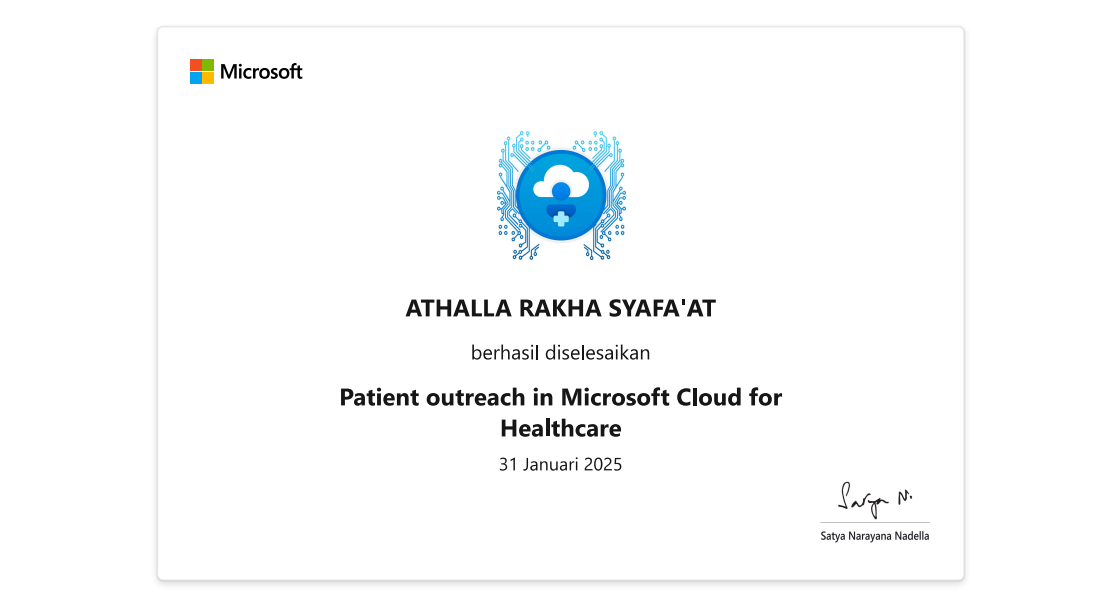 Microsoft
ATHALLA RAKHA SYAFA'AT
berhasil diselesaikan
Patient outreach in Microsoft Cloud for
Healthcare
31 Januari 2025
Satya N.
Satya Narayana Nadella